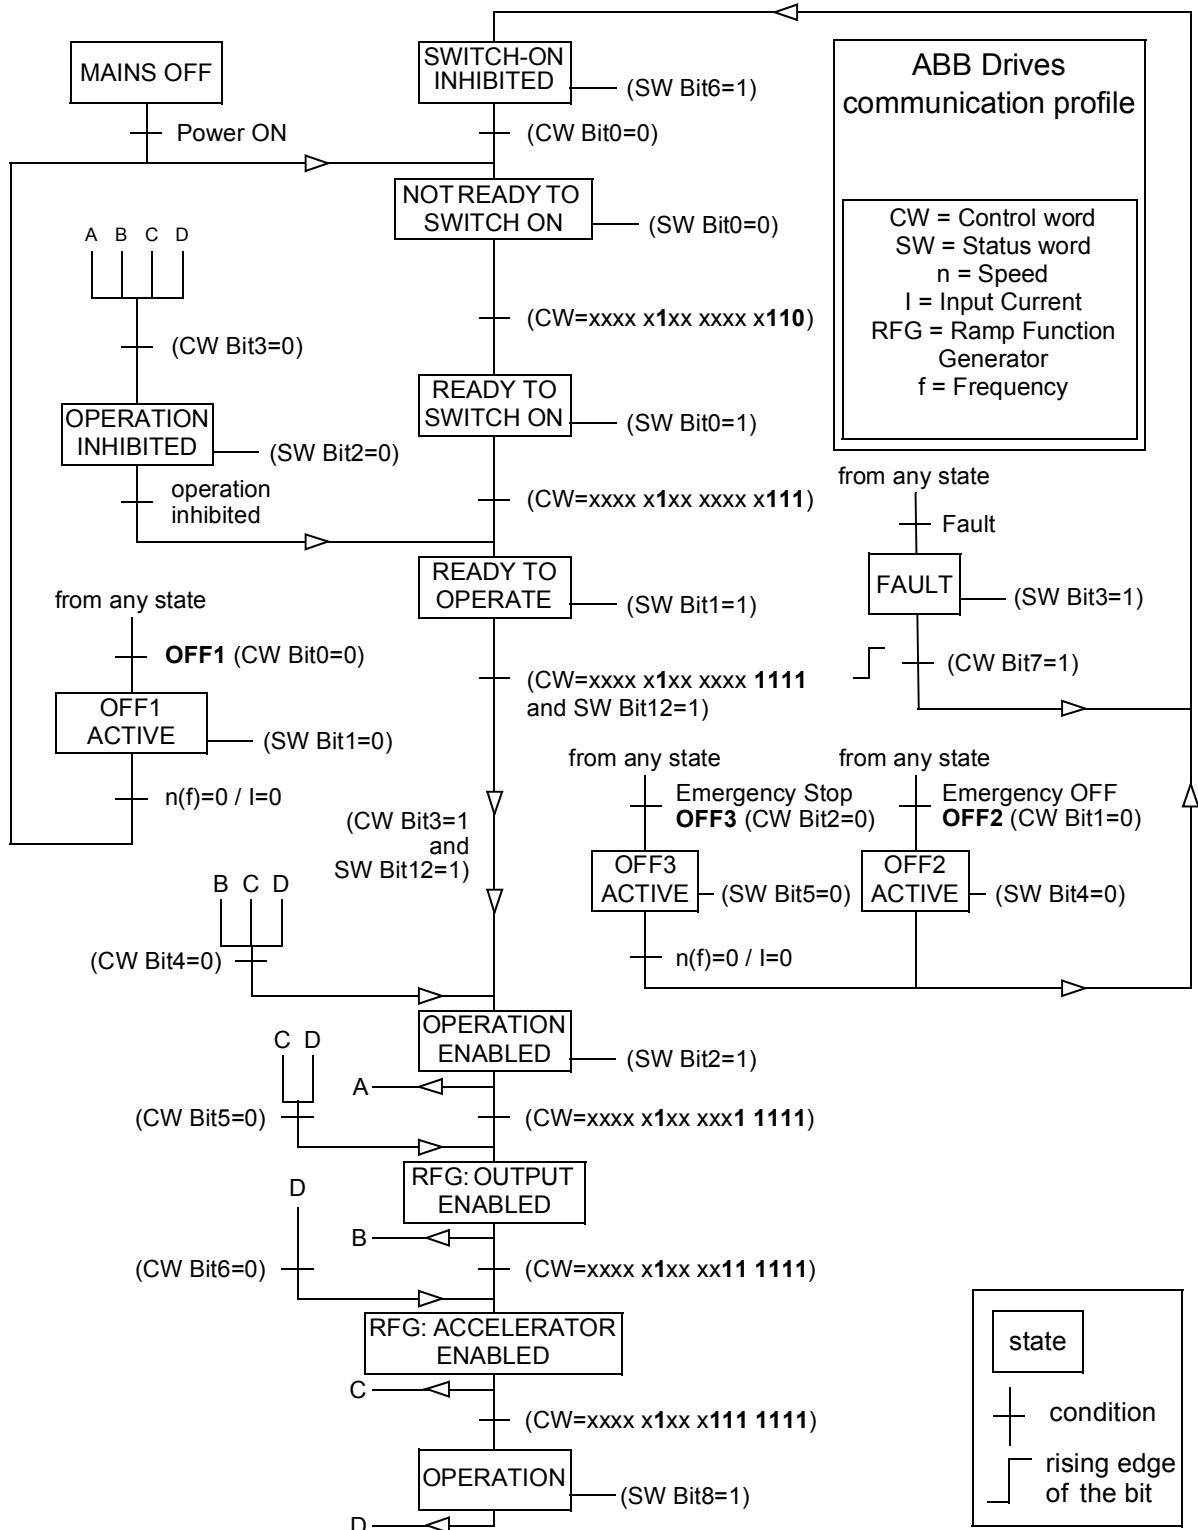 MAINS OFF
Power ON
SWITCH-ON
INHIBITED
(SW Bit6=1)
(CW Bit0=0)
ABB Drives
communication profile
CW = Control word
SW = Status word
n = Speed
I = Input Current
RFG = Ramp Function
Generator
f = Frequency
NOT READY TO
SWITCH ON
(SW Bit0=0)
A B C D
(CW Bit3=0)
(CW=xxxx x1xx xxxx x110)
OPERATION
INHIBITED
(SW Bit2=0)
operation
inhibited
READY TO
SWITCH ON
(SW Bit0=1)
(CW=xxxx x1xx xxxx x111)
from any state
Fault
FAULT
(SW Bit3=1)
(CW Bit7=1)
READY TO
OPERATE
(SW Bit1=1)
from any state
OFF1 (CW Bit0=0)
OFF1
ACTIVE
(SW Bit1=0)
n(f)=0 / I=0
(CW=xxxx x1xx xxxx 1111
and SW Bit12=1)
(CW Bit3=1
and
SW Bit12=1)
from any state
Emergency Stop
OFF3 (CW Bit2=0)
OFF3
ACTIVE
(SW Bit5=0)
n(f)=0 / I=0
from any state
Emergency OFF
OFF2 (CW Bit1=0)
OFF2
ACTIVE
(SW Bit4=0)
B C D
(CW Bit4=0)
OPERATION
ENABLED
(SW Bit2=1)
A
C D
(CW Bit5=0)
(CW=xxxx x1xx xxx1 1111)
RFG: OUTPUT
ENABLED
D
B
(CW Bit6=0)
(CW=xxxx x1xx xx11 1111)
RFG: ACCELERATOR
ENABLED
C
(CW=xxxx x1xx x111 1111)
OPERATION
(SW Bit8=1)
D
state
condition
rising edge
of the bit